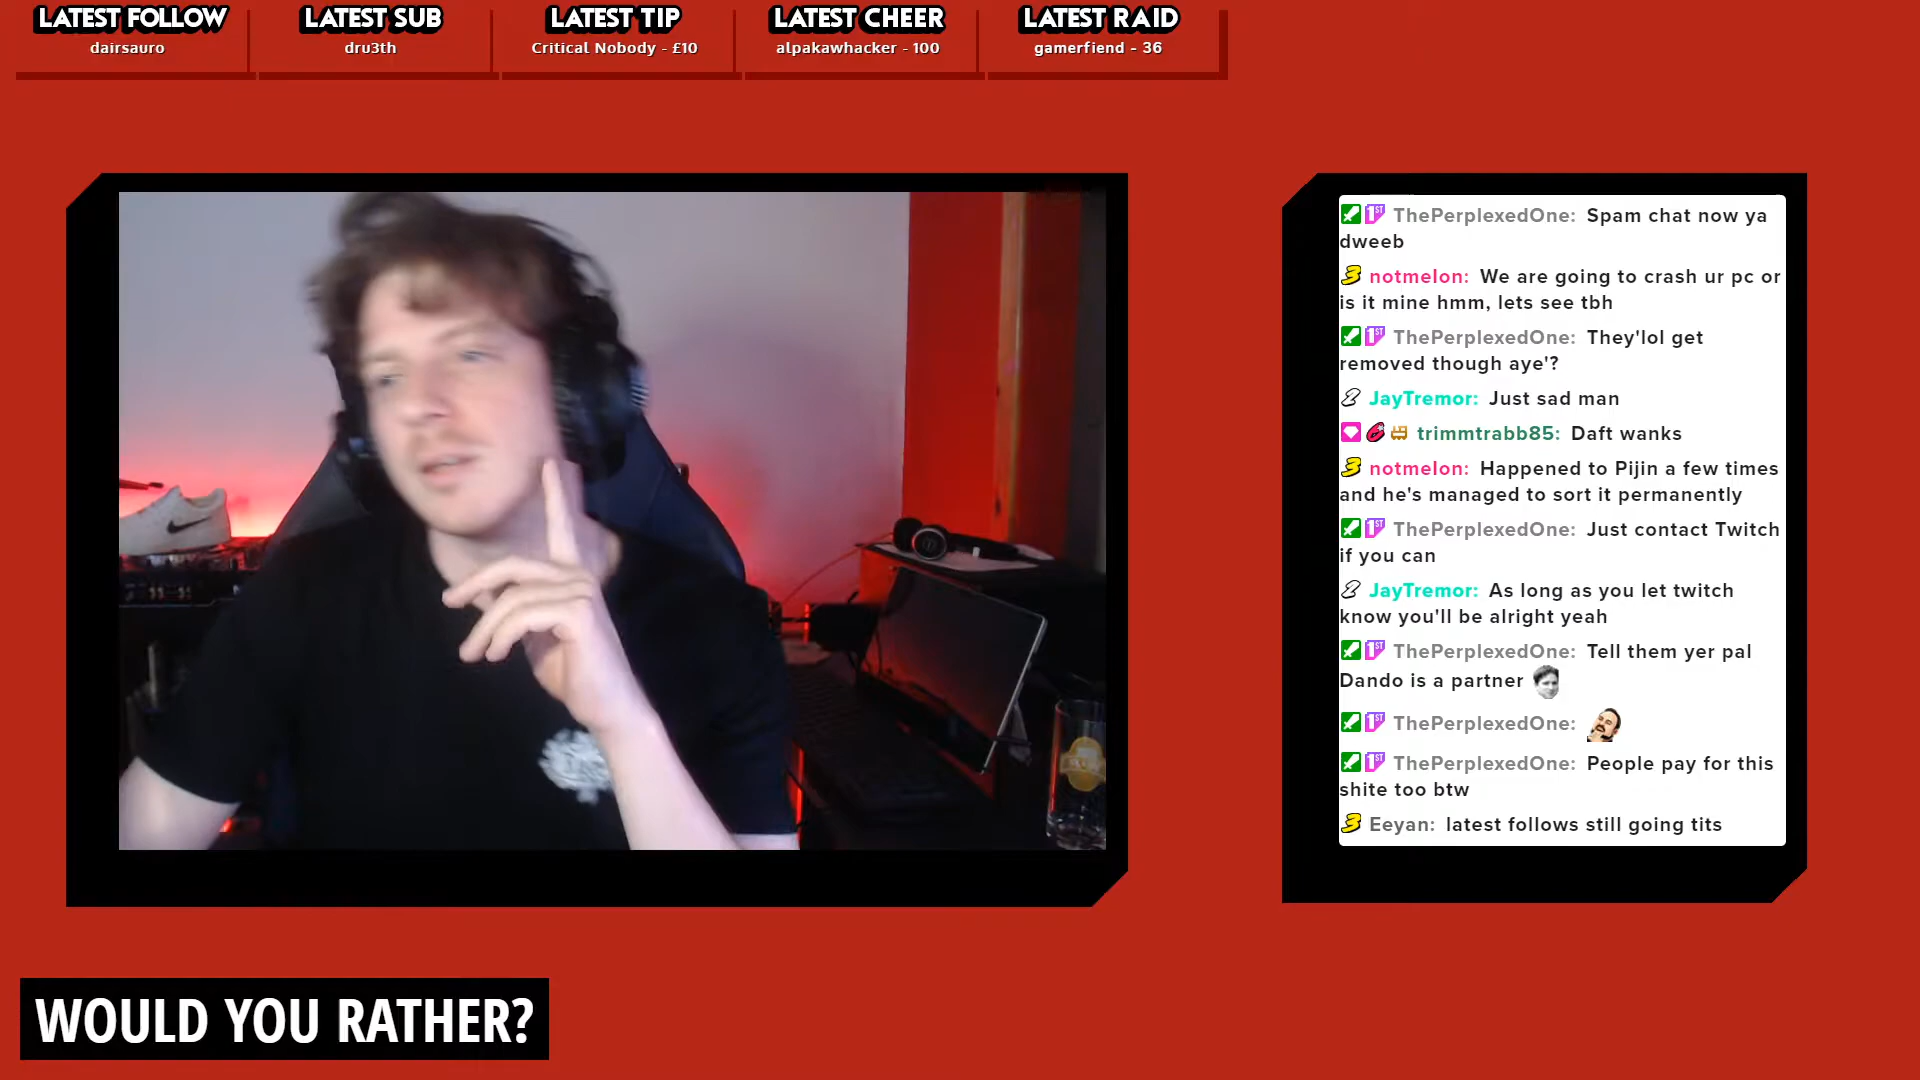 LATEST FOLLOW
dairsauro
LATEST SUB
dru3th
LATEST TIP
Critical Nobody - £10
LATEST CHEER
alpakawhacker - 100
LATEST RAID
gamerfiend - 36
ThePerplexedOne: Spam chat now ya
dweeb
notmelon: We are going to crash ur pc or
is it mine hmm, lets see tbh
ThePerplexedOne: They'lol get
removed though aye'?
JayTremor: Just sad man
trimmtrabb85: Daft wanks
notmelon: Happened to Pijin a few times
and he's managed to sort it permanently
ThePerplexedOne: Just contact Twitch
if you can
JayTremor: As long as you let twitch
know you'll be alright yeah
ThePerplexedOne: Tell them yer pal
Dando is a partner
ThePerplexedOne:
ThePerplexedOne: People pay for this
shite too btw
Eeyan: latest follows still going tits
WOULD YOU RATHER?